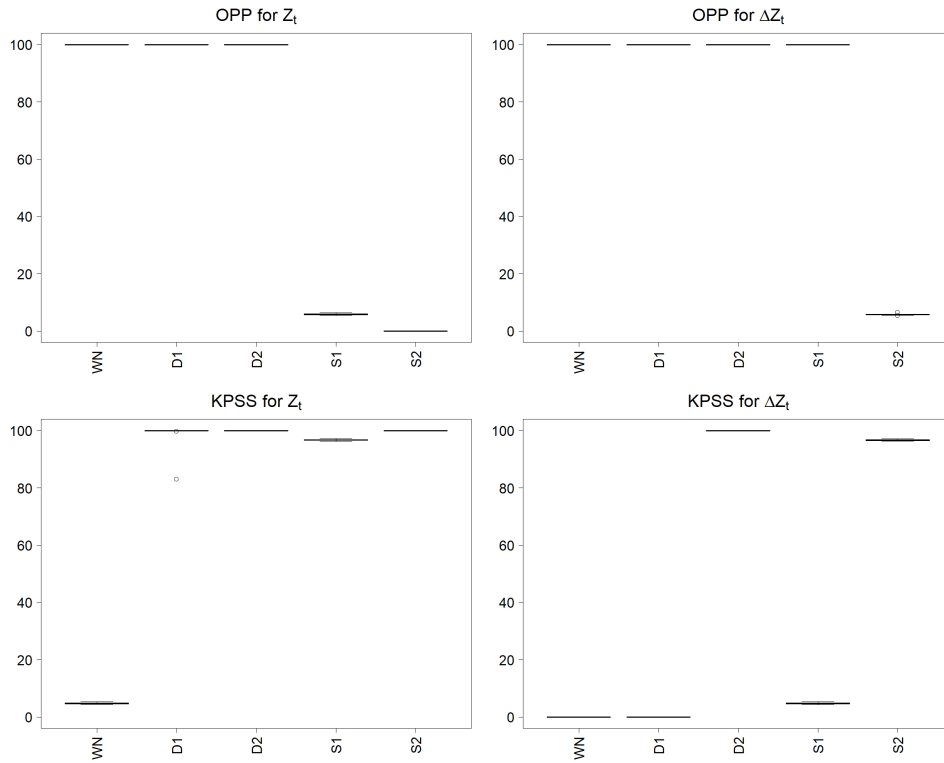 OPP for Zt
100
80
60
40
20
0
WN
D1
D2
S1
S2
OPP for ΔZt
100
80
60
40
20
0
WN
D1
D2
S1
S2
KPSS for Zt
100
80
60
40
20
0
WN
D1
D2
S1
S2
KPSS for ΔZt
100
80
60
40
20
0
WN
D1
D2
S1
S2